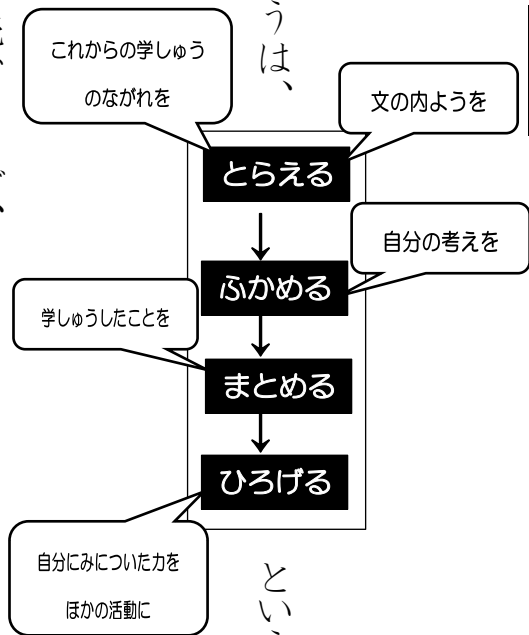 うは、
これからの学しゅう
のながれを
文の内ようを
とらえる
自分の考えを
ふかめる
学しゅうしたことを
まとめる
ひろげる
自分にみについた力を
ほかの活動に
という